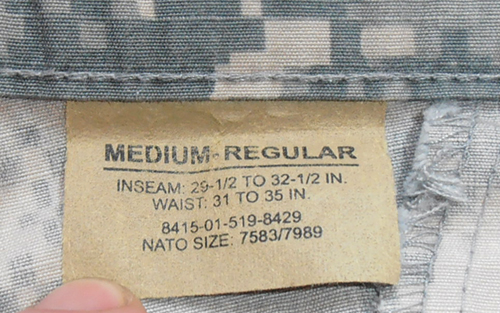 MEDIUM-REGULAR
INSEAM: 29-1/2 TO 32-1/2 IN.
WAIST: 31 TO 35 IN.
8415-01-519-8429
NATO SIZE: 7583/7989